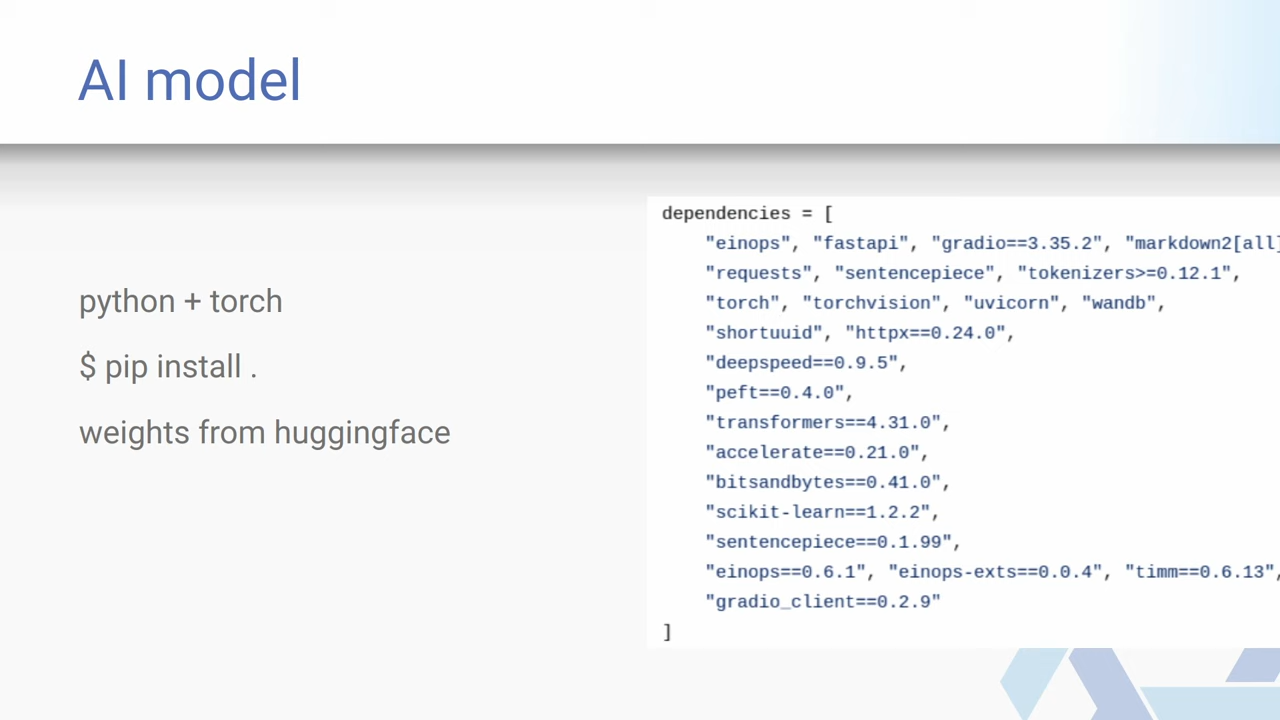 AI model
python + torch
$ pip install .
weights from huggingface
dependencies = [
"einops", "fastapi", "gradio==3.35.2", "markdown2[all]
"requests", "sentencepiece", "tokenizers>=0.12.1",
"torch", "torchvision", "uvicorn", "wandb",
"shortuuid", "httpx==0.24.0",
"deepspeed==0.9.5",
"peft==0.4.0",
"transformers==4.31.0",
"accelerate==0.21.0",
"bitsandbytes==0.41.0",
"scikit-learn==1.2.2",
"sentencepiece==0.1.99",
"einops==0.6.1", "einops-exts==0.0.4", "timm==0.6.13",
"gradio_client==0.2.9"
]